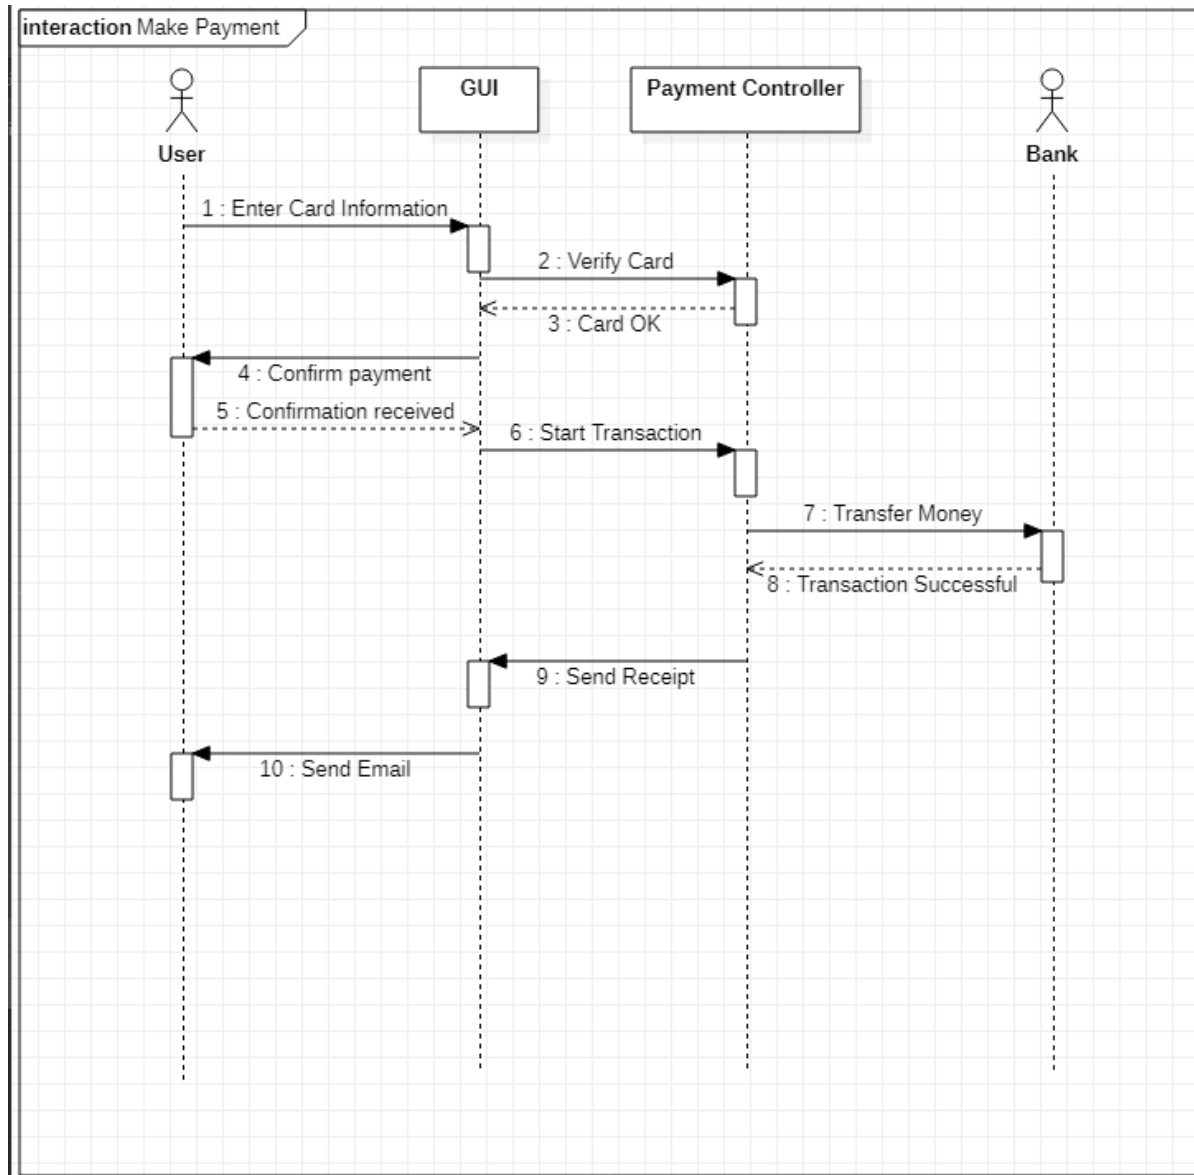 interaction Make Payment
GUI
Payment Controller
User
Bank
1 : Enter Card Information
2 : Verify Card
3 : Card OK
4 : Confirm payment
5 : Confirmation received
6 : Start Transaction
7 : Transfer Money
8 : Transaction Successful
9 : Send Receipt
10 : Send Email